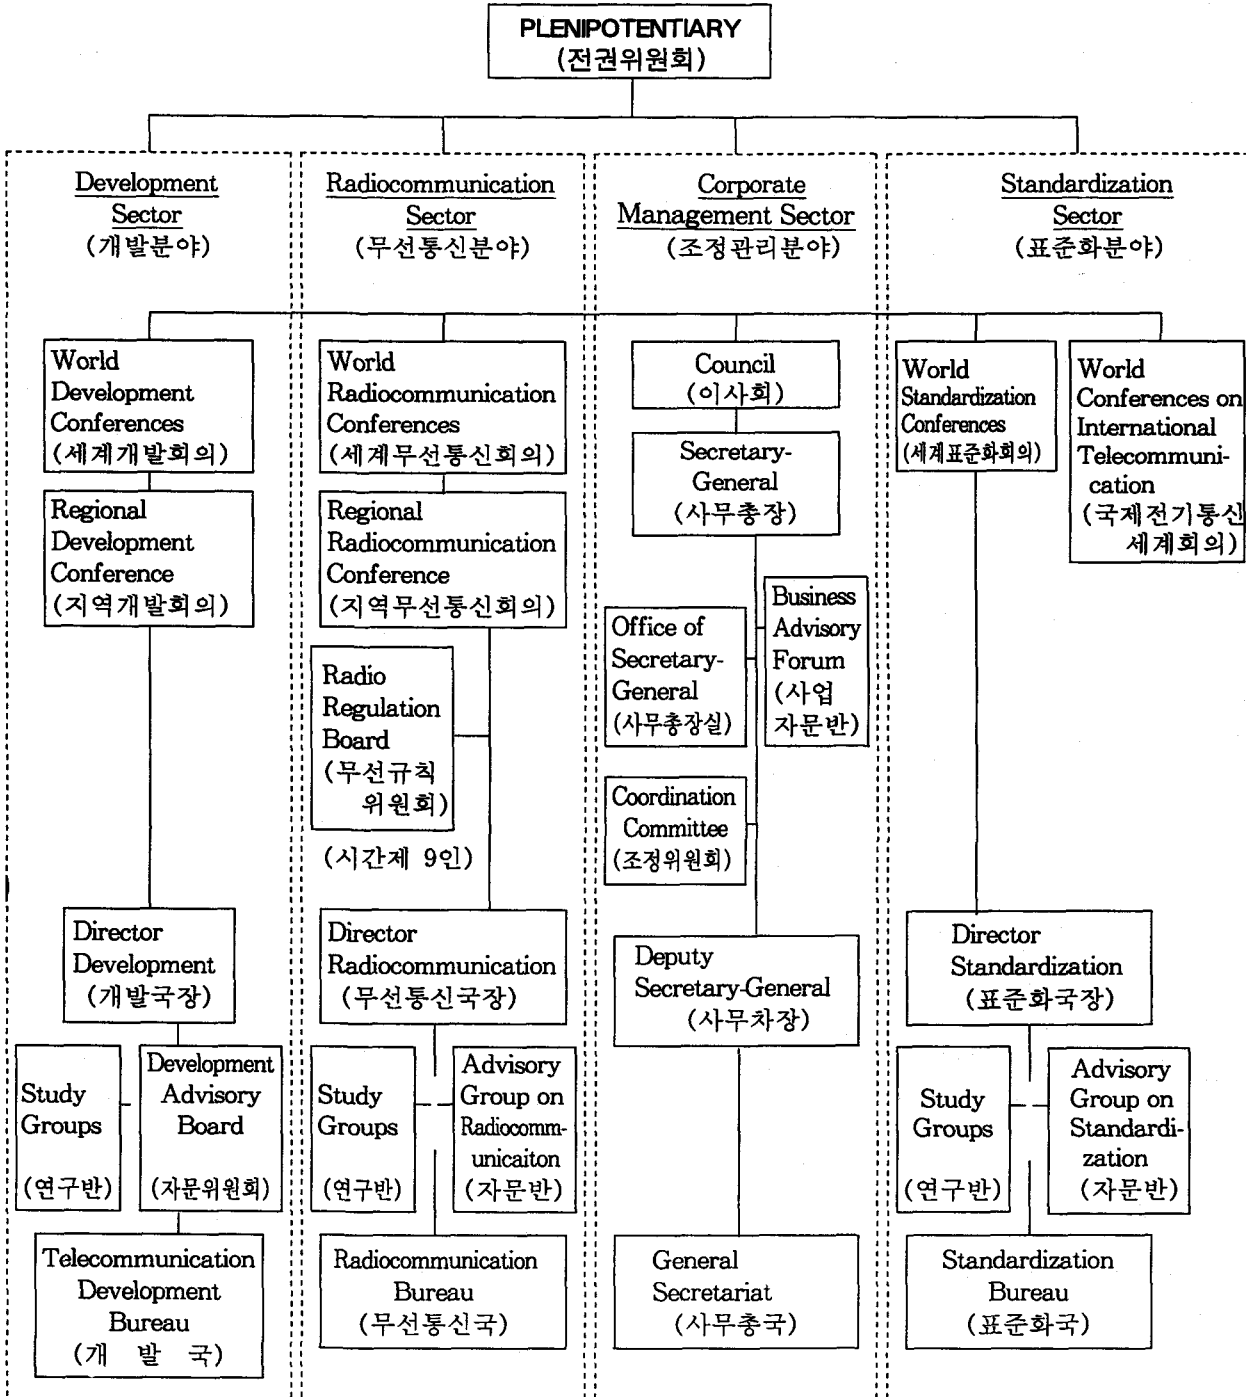 PLENIPOTENTIARY
(전권위원회)
Development
Sector
(개발분야)
Radiocommunication
Sector
(무선통신분야)
Corporate
Management Sector
(조정관리분야)
Standardization
Sector
(표준화분야)
World
Development
Conferences
(세계개발회의)
World
Radiocommunication
Conferences
(세계무선통신회의)
Council
(이사회)
World
Standardization
Conferences
(세계표준화회의)
World
Conferences on
International
Telecommuni-
cation
(국제전기통신
세계회의)
Secretary-
General
(사무총장)
Regional
Development
Conference
(지역개발회의)
Regional
Radiocommunication
Conference
(지역무선통신회의)
Radio
Regulation
Board
(무선규칙
위원회)
(시간제 9인)
Office of
Secretary-
General
(사무총장실)
Business
Advisory
Forum
(사업
자문반)
Coordination
Committee
(조정위원회)
Director
Development
(개발국장)
Director
Radiocommunication
(무선통신국장)
Deputy
Secretary-General
(사무차장)
Director
Standardization
(표준화국장)
Study
Groups
(연구반)
Development
Advisory
Board
(자문위원회)
Study
Groups
(연구반)
Advisory
Group on
Radiocomm-
unicaiton
(자문반)
Study
Groups
(연구반)
Advisory
Group on
Standardi-
zation
(자문반)
Telecommunication
Development
Bureau
(개 발 국)
Radiocommunication
Bureau
(무선통신국)
General
Secretariat
(사무총국)
Standardization
Bureau
(표준화국)